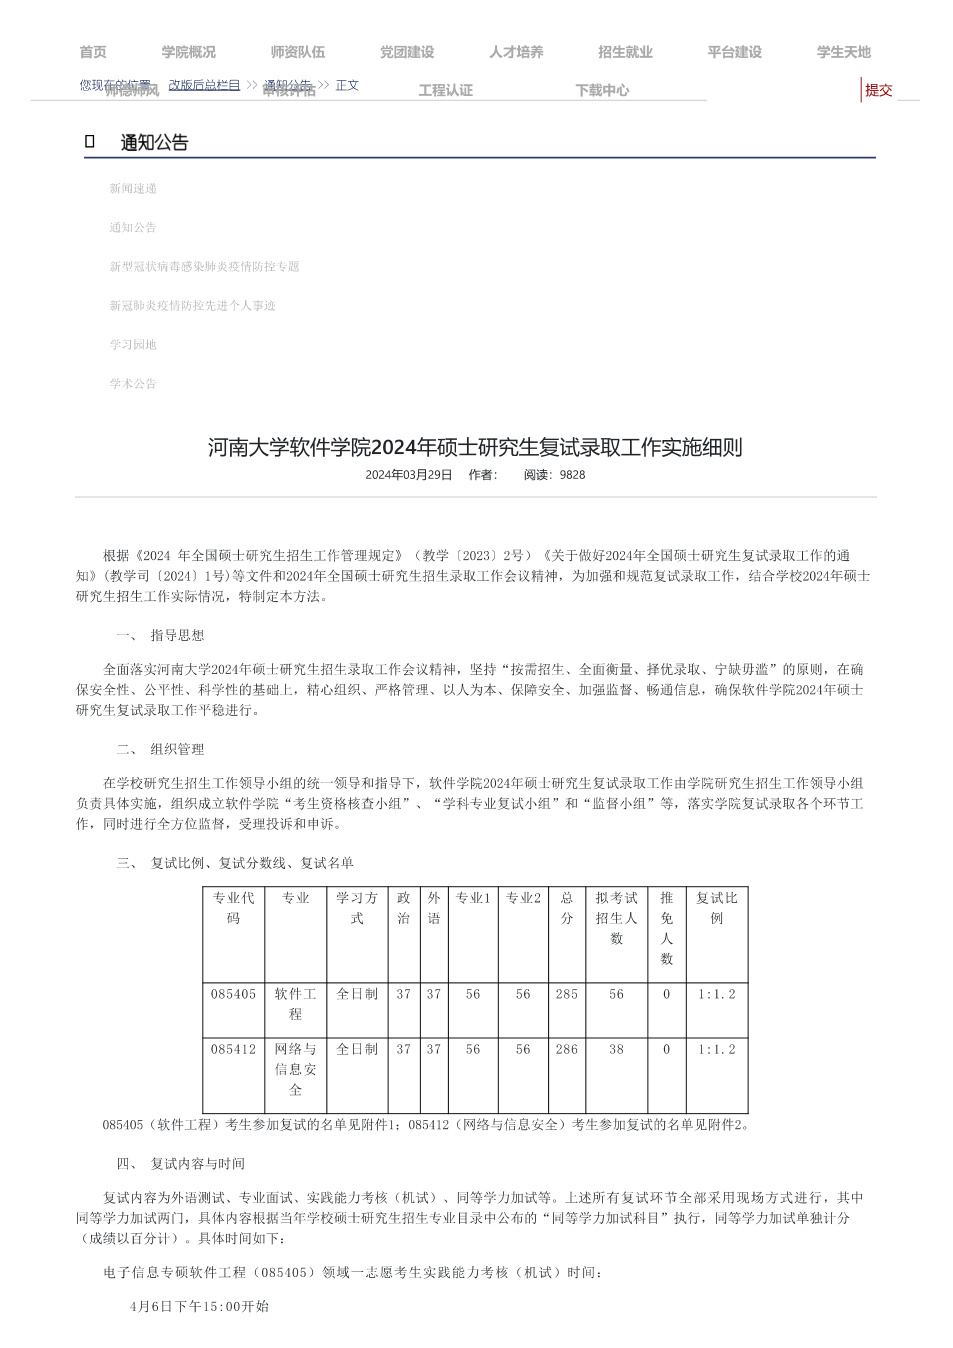 首页 学院概况 师资队伍 党团建设 人才培养 招生就业 平台建设 学生天地
您现在的位置 改版后总栏目 >> 通知公告 >> 正文
师德师风 审核评估 工程认证 下载中心 提交
通知公告
新闻速递
通知公告
新型冠状病毒感染肺炎疫情防控专题
新冠肺炎疫情防控先进个人事迹
学习园地
学术公告
河南大学软件学院2024年硕士研究生复试录取工作实施细则
2024年03月29日 作者: 阅读：9828
根据《2024 年全国硕士研究生招生工作管理规定》（教学〔2023〕2号）《关于做好2024年全国硕士研究生复试录取工作的通
知》(教学司〔2024〕1号)等文件和2024年全国硕士研究生招生录取工作会议精神，为加强和规范复试录取工作，结合学校2024年硕士
研究生招生工作实际情况，特制定本方法。
一、 指导思想
全面落实河南大学2024年硕士研究生招生录取工作会议精神，坚持“按需招生、全面衡量、择优录取、宁缺毋滥”的原则，在确
保安全性、公平性、科学性的基础上，精心组织、严格管理、以人为本、保障安全、加强监督、畅通信息，确保软件学院2024年硕士
研究生复试录取工作平稳进行。
二、 组织管理
在学校研究生招生工作领导小组的统一领导和指导下，软件学院2024年硕士研究生复试录取工作由学院研究生招生工作领导小组
负责具体实施，组织成立软件学院“考生资格核查小组”、“学科专业复试小组”和“监督小组”等，落实学院复试录取各个环节工
作，同时进行全方位监督，受理投诉和申诉。
三、 复试比例、复试分数线、复试名单
专业代 专业 学习方 政 外 专业1 专业2 总 拟考试 推 复试比
码 式 治 语 分 招生人 免 例
数 人
数
085405 软件工 全日制 37 37 56 56 285 56 0 1:1.2
程
085412 网络与 全日制 37 37 56 56 286 38 0 1:1.2
信息安
全
085405（软件工程）考生参加复试的名单见附件1；085412（网络与信息安全）考生参加复试的名单见附件2。
四、 复试内容与时间
复试内容为外语测试、专业面试、实践能力考核（机试）、同等学力加试等。上述所有复试环节全部采用现场方式进行，其中
同等学力加试两门，具体内容根据当年学校硕士研究生招生专业目录中公布的“同等学力加试科目”执行，同等学力加试单独计分
（成绩以百分计）。具体时间如下：
电子信息专硕软件工程（085405）领域一志愿考生实践能力考核（机试）时间：
4月6日下午15:00开始